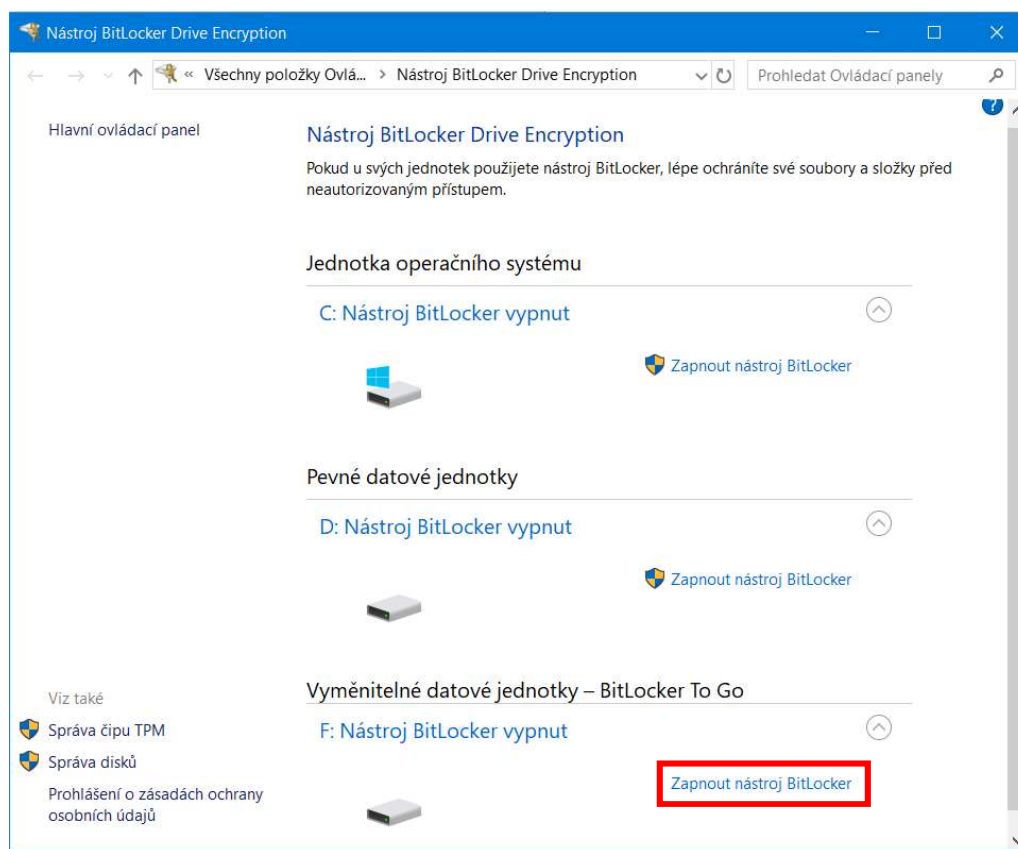 Nástroj BitLocker Drive Encryption
« Všechny položky Ovlá... > Nástroj BitLocker Drive Encryption
Prohledat Ovládací panely
?
Hlavní ovládací panel
Nástroj BitLocker Drive Encryption
Pokud u svých jednotek použijete nástroj BitLocker, lépe ochráníte své soubory a složky před
neautorizovaným přístupem.
Jednotka operačního systému
C: Nástroj BitLocker vypnut
Zapnout nástroj BitLocker
Pevné datové jednotky
D: Nástroj BitLocker vypnut
Zapnout nástroj BitLocker
Vyměnitelné datové jednotky – BitLocker To Go
F: Nástroj BitLocker vypnut
Zapnout nástroj BitLocker
Viz také
Správa čipu TPM
Správa disků
Prohlášení o zásadách ochrany
osobních údajů